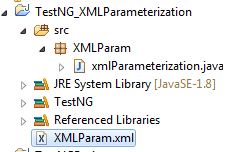 TestNG_XMLParameterization
src
XMLParam
xmlParameterization.java
JRE System Library [JavaSE-1.8]
TestNG
Referenced Libraries
XMLParam.xml